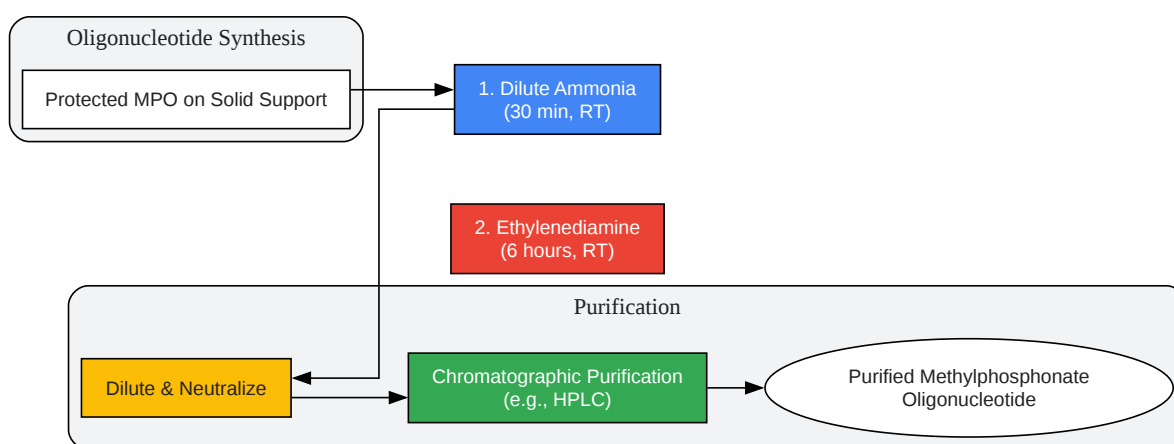 Oligonucleotide Synthesis
Protected MPO on Solid Support
1. Dilute Ammonia
(30 min, RT)
2. Ethylenediamine
(6 hours, RT)
Purification
Dilute & Neutralize
Chromatographic Purification
(e.g., HPLC)
Purified Methylphosphonate
Oligonucleotide